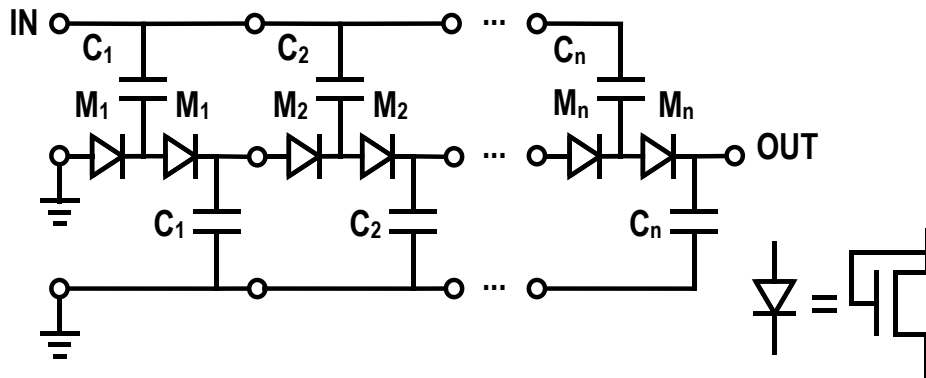 IN ...
C₁ C₂ Cₙ
M₁ M₁ M₂ M₂ Mₙ Mₙ
... OUT
C₁ C₂ Cₙ
...
=